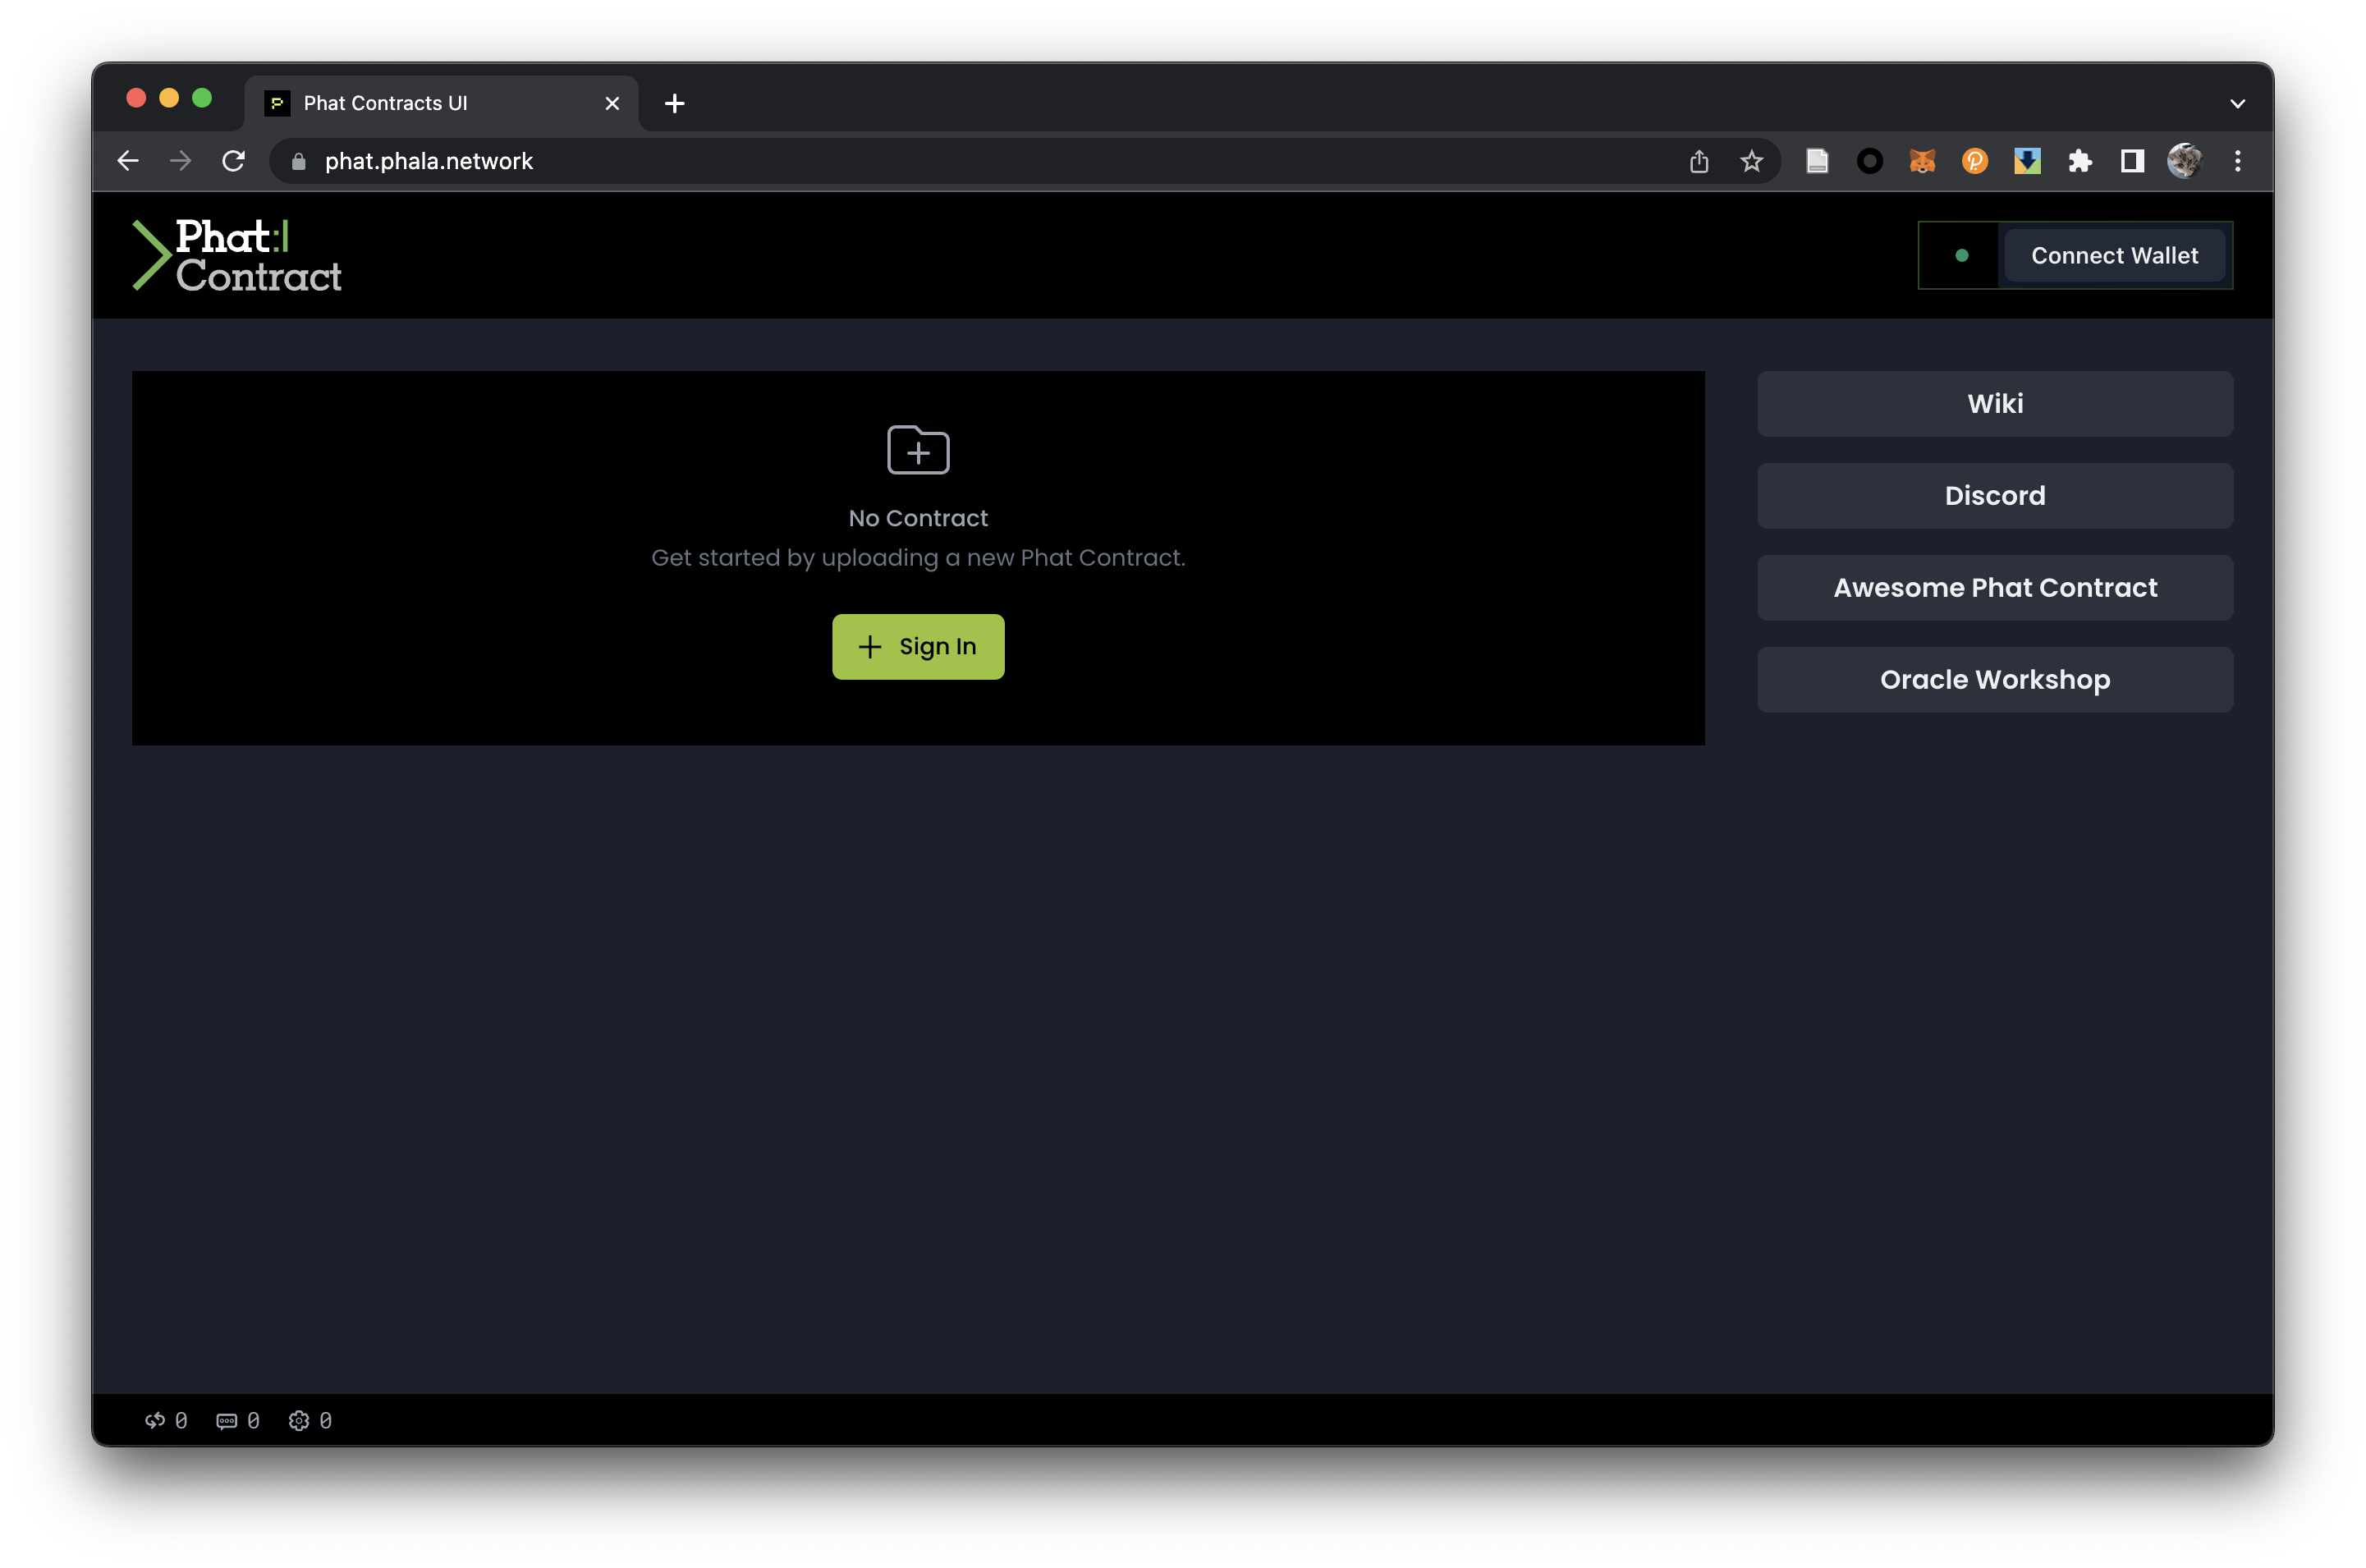 Phat Contracts UI
phat.phala.network
Phat:|
Contract
Connect Wallet
No Contract
Get started by uploading a new Phat Contract.
Sign In
Wiki
Discord
Awesome Phat Contract
Oracle Workshop
0 0 0